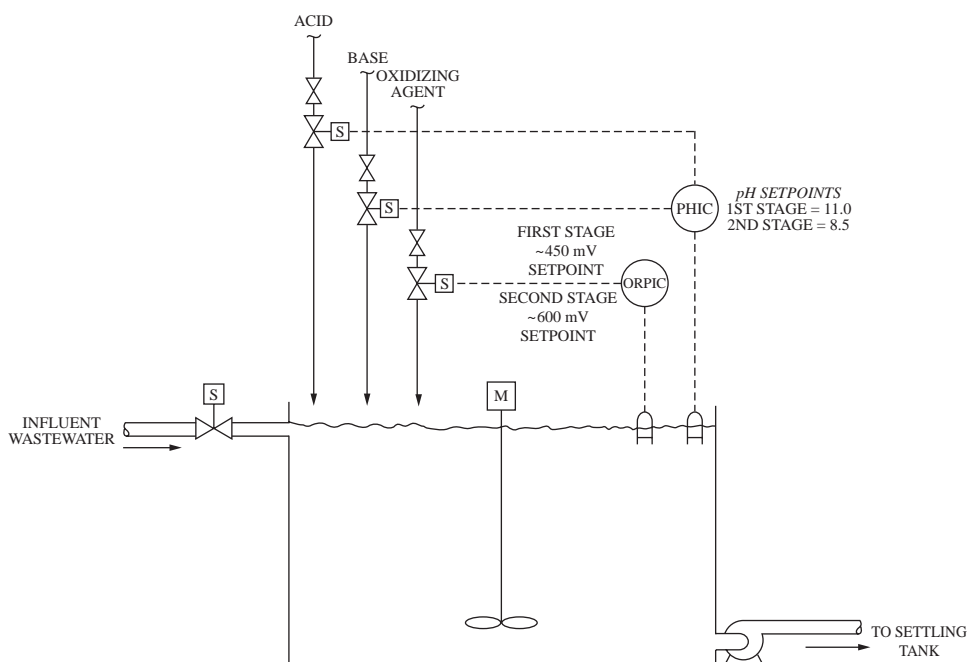 ACID
BASE
OXIDIZING
AGENT
S
S
PHIC
pH SETPOINTS
1ST STAGE = 11.0
2ND STAGE = 8.5
FIRST STAGE
~450 mV
SETPOINT
S
ORPIC
SECOND STAGE
~600 mV
SETPOINT
S
M
INFLUENT
WASTEWATER
TO SETTLING
TANK